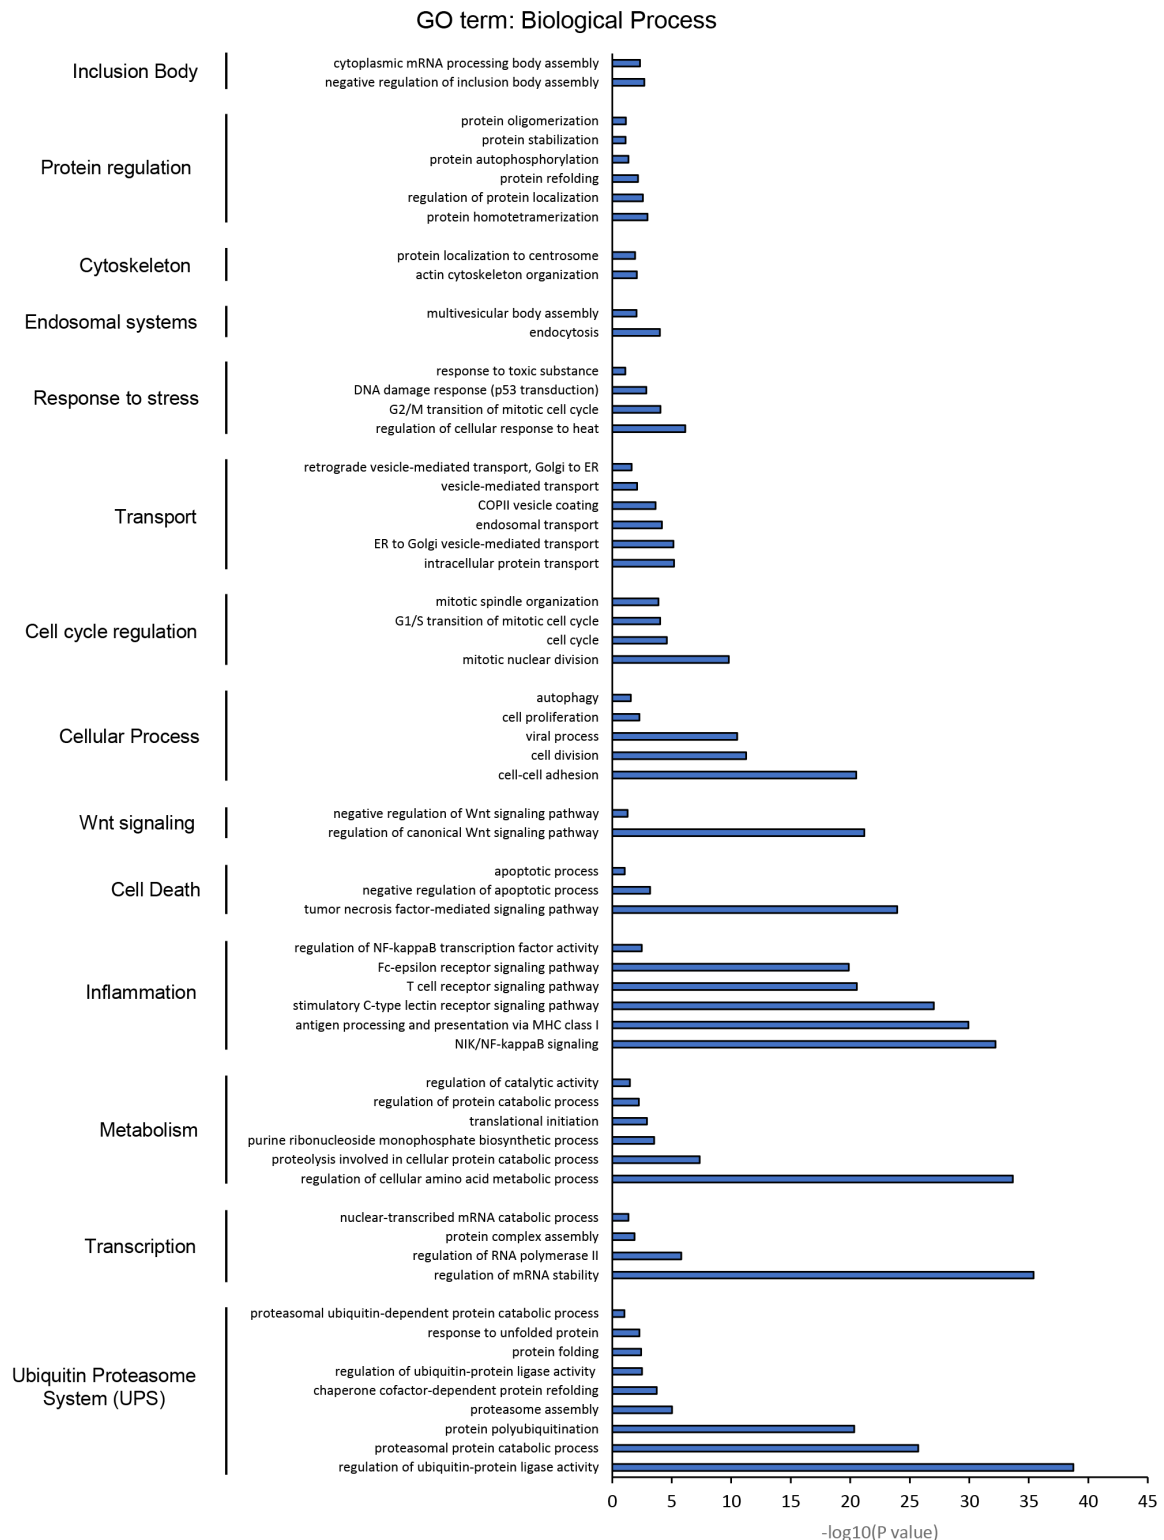 GO term: Biological Process
Inclusion Body
cytoplasmic mRNA processing body assembly
negative regulation of inclusion body assembly
Protein regulation
protein oligomerization
protein stabilization
protein autophosphorylation
protein refolding
regulation of protein localization
protein homotetramerization
Cytoskeleton
protein localization to centrosome
actin cytoskeleton organization
Endosomal systems
multivesicular body assembly
endocytosis
Response to stress
response to toxic substance
DNA damage response (p53 transduction)
G2/M transition of mitotic cell cycle
regulation of cellular response to heat
Transport
retrograde vesicle-mediated transport, Golgi to ER
vesicle-mediated transport
COPII vesicle coating
endosomal transport
ER to Golgi vesicle-mediated transport
intracellular protein transport
Cell cycle regulation
mitotic spindle organization
G1/S transition of mitotic cell cycle
cell cycle
mitotic nuclear division
Cellular Process
autophagy
cell proliferation
viral process
cell division
cell-cell adhesion
Wnt signaling
negative regulation of Wnt signaling pathway
regulation of canonical Wnt signaling pathway
Cell Death
apoptotic process
negative regulation of apoptotic process
tumor necrosis factor-mediated signaling pathway
Inflammation
regulation of NF-kappaB transcription factor activity
Fc-epsilon receptor signaling pathway
T cell receptor signaling pathway
stimulatory C-type lectin receptor signaling pathway
antigen processing and presentation via MHC class I
NIK/NF-kappaB signaling
Metabolism
regulation of catalytic activity
regulation of protein catabolic process
translational initiation
purine ribonucleoside monophosphate biosynthetic process
proteolysis involved in cellular protein catabolic process
regulation of cellular amino acid metabolic process
Transcription
nuclear-transcribed mRNA catabolic process
protein complex assembly
regulation of RNA polymerase II
regulation of mRNA stability
Ubiquitin Proteasome
System (UPS)
proteasomal ubiquitin-dependent protein catabolic process
response to unfolded protein
protein folding
regulation of ubiquitin-protein ligase activity
chaperone cofactor-dependent protein refolding
proteasome assembly
protein polyubiquitination
proteasomal protein catabolic process
regulation of ubiquitin-protein ligase activity
0 5 10 15 20 25 30 35 40 45
-log10(P value)